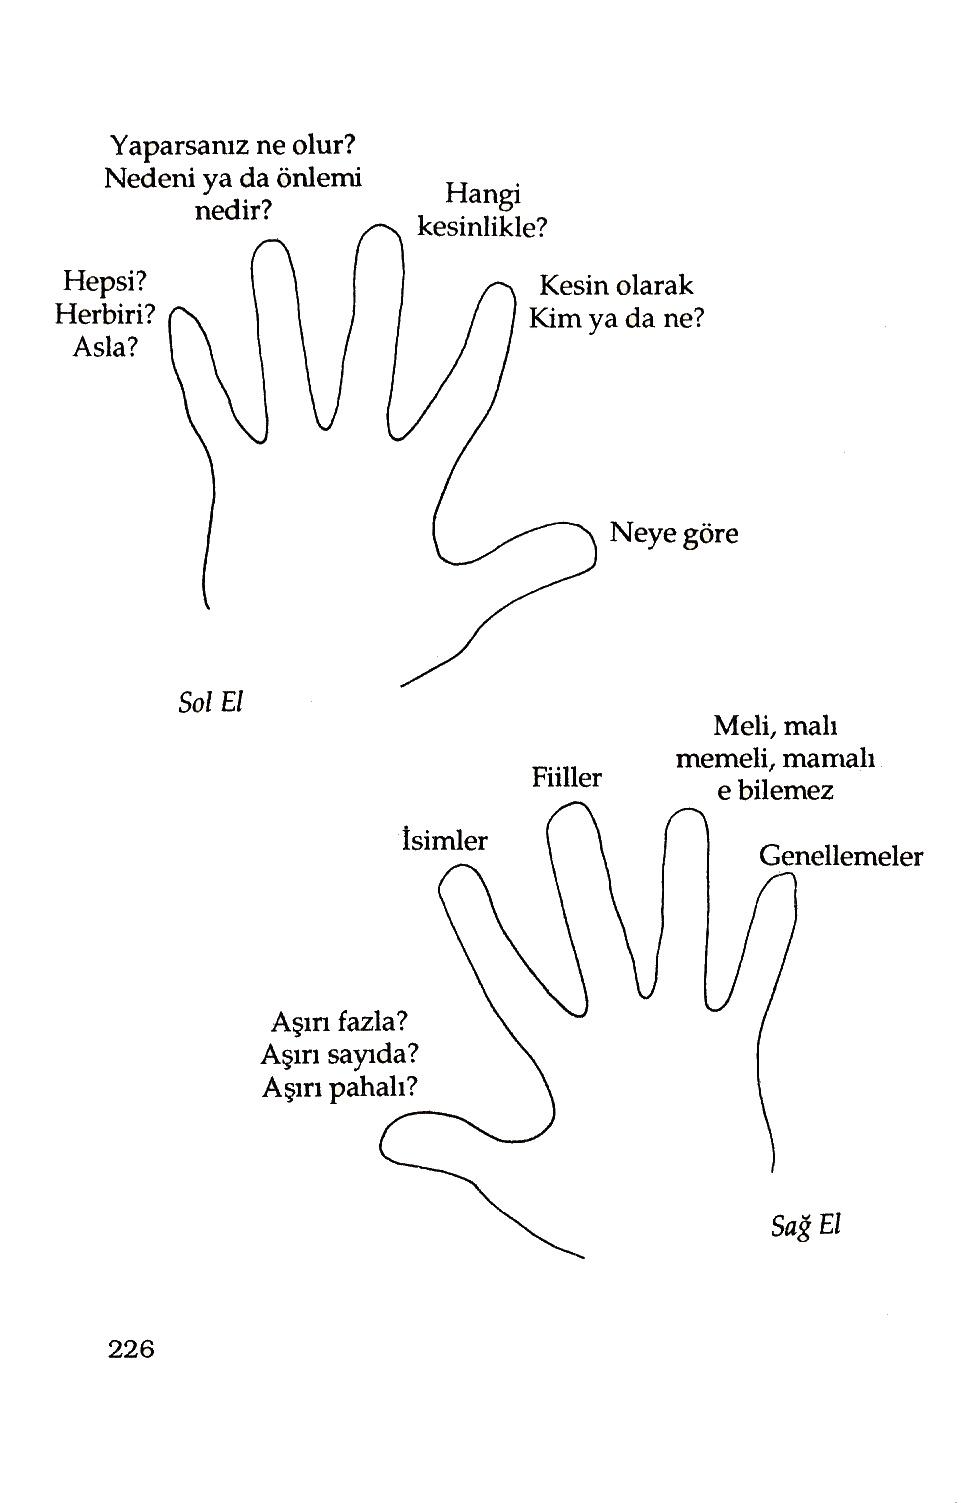 Yaparsanız ne olur?
Nedeni ya da önlemi
nedir?
Hangi
kesinlikle?
Hepsi?
Herbiri?
Asla?
Kesin olarak
Kim ya da ne?
Neye göre
Sol El
Meli, malı
memeli, mamalı
e bilemez
Fiiller
İsimler
Genellemeler
Aşırı fazla?
Aşırı sayıda?
Aşırı pahalı?
Sağ El
226